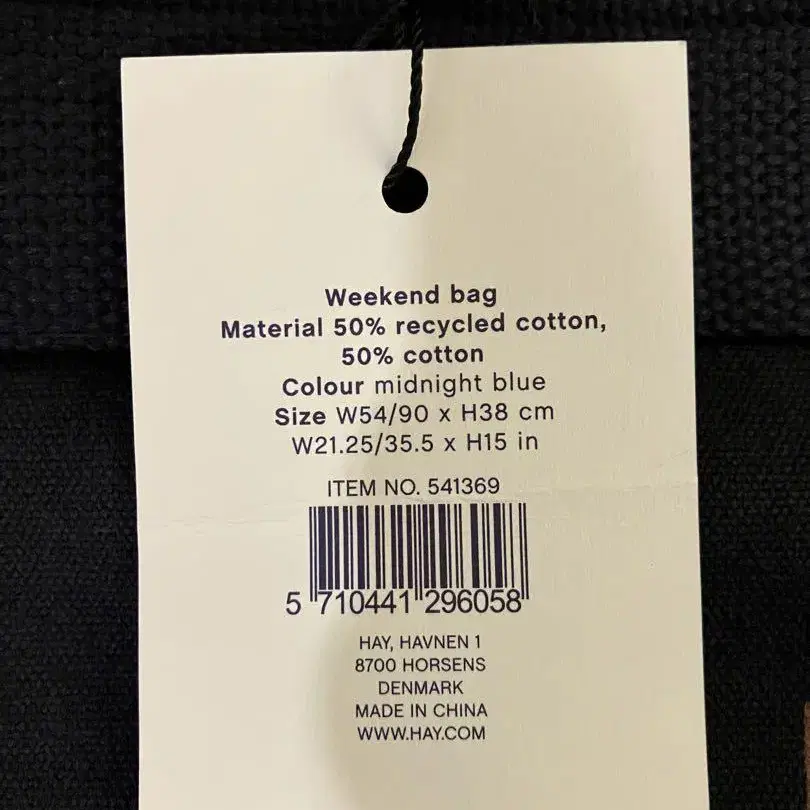 Weekend bag
Material 50% recycled cotton,
50% cotton
Colour midnight blue
Size W54/90 x H38 cm
W21.25/35.5 x H15 in
ITEM NO. 541369
5 710441 296058
HAY, HAVNEN 1
8700 HORSENS
DENMARK
MADE IN CHINA
WWW.HAY.COM